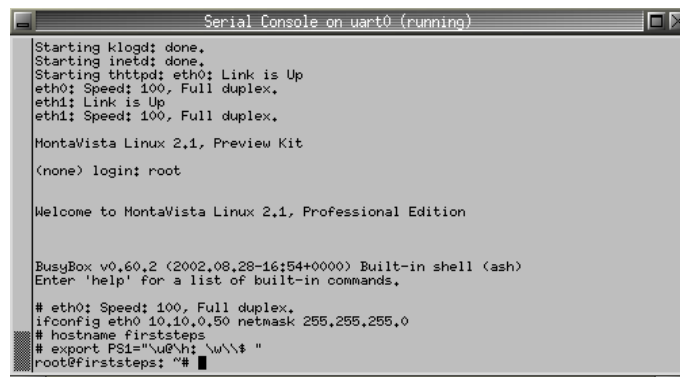 Serial Console on uart0 (running)
Starting klogd: done.
Starting inetd: done.
Starting thttpd: eth0: Link is Up
eth0: Speed: 100, Full duplex.
eth1: Link is Up
eth1: Speed: 100, Full duplex.
MontaVista Linux 2.1, Preview Kit
(none) login: root
Welcome to MontaVista Linux 2.1, Professional Edition
BusyBox v0.60.2 (2002.08.28-16:54+0000) Built-in shell (ash)
Enter 'help' for a list of built-in commands.
# eth0: Speed: 100, Full duplex.
ifconfig eth0 10.10.0.50 netmask 255.255.255.0
# hostname firststeps
# export PS1="\u@\h: \w\\$ "
root@firststeps: ~#